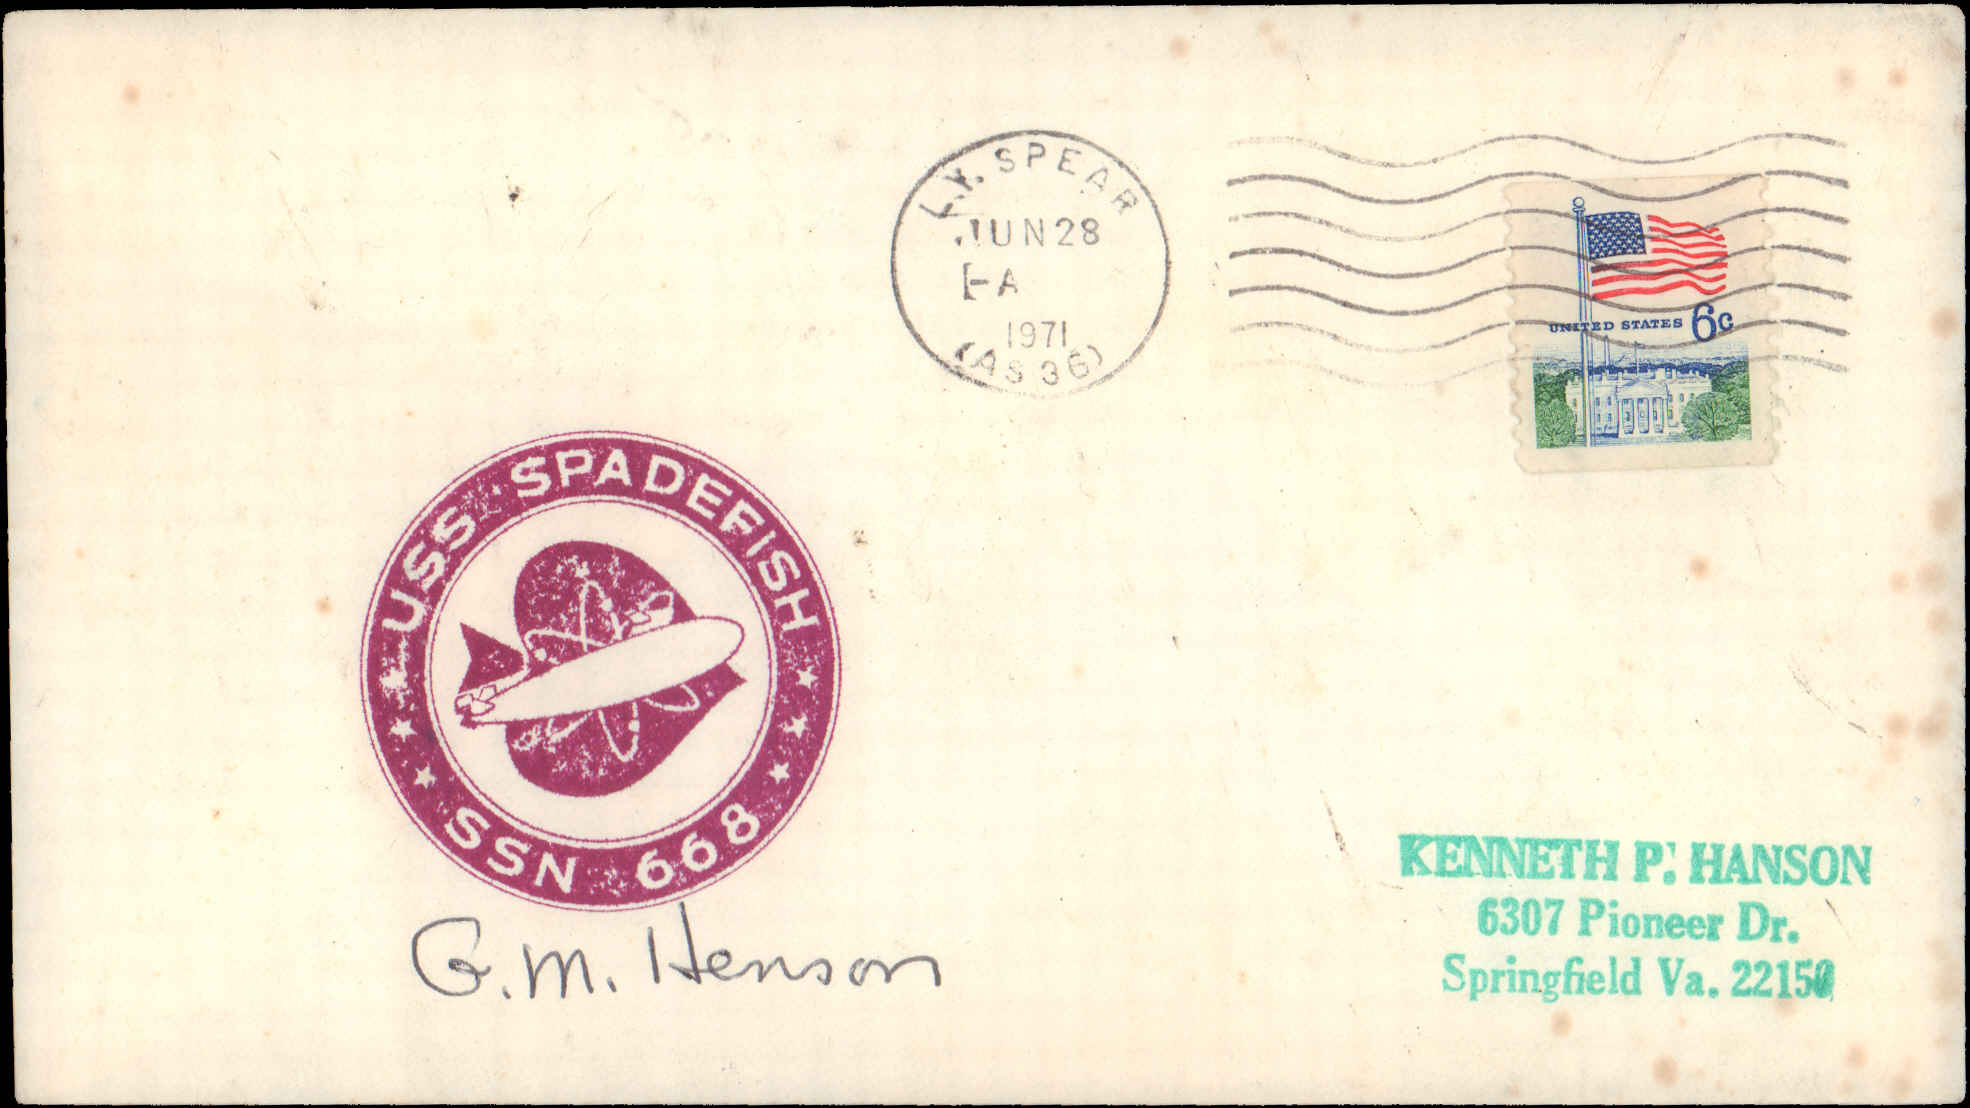 L.Y. SPEAR
JUN 28
A
1971
(AS 36)
UNITED STATES 6c
USS SPADEFISH
SSN 668
G. M. Henson
KENNETH P. HANSON
6307 Pioneer Dr.
Springfield Va. 22150